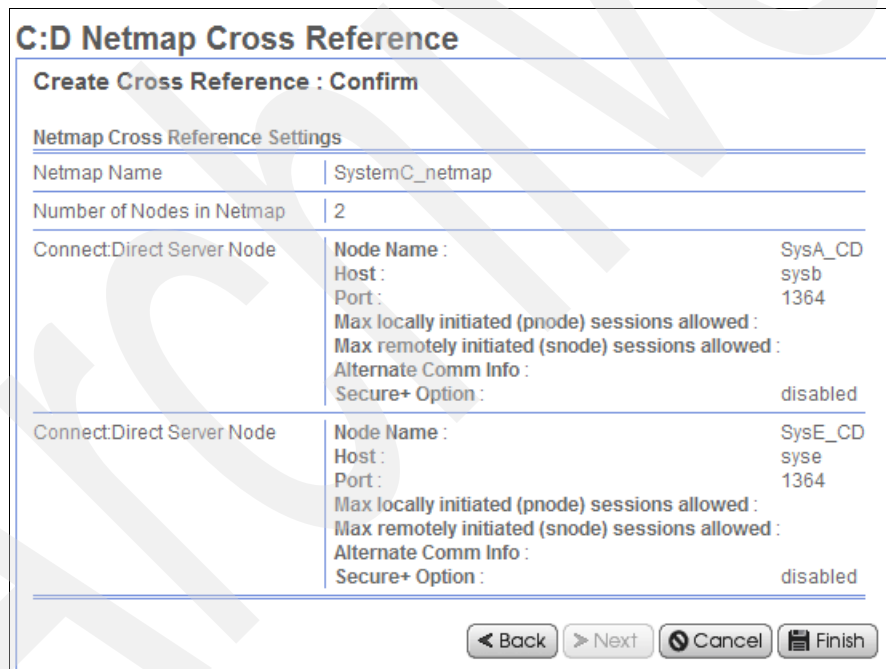 C:D Netmap Cross Reference
Create Cross Reference : Confirm
Netmap Cross Reference Settings
Netmap Name SystemC_netmap
Number of Nodes in Netmap 2
Connect:Direct Server Node Node Name : SysA_CD
Host : sysb
Port : 1364
Max locally initiated (pnode) sessions allowed :
Max remotely initiated (snode) sessions allowed :
Alternate Comm Info :
Secure+ Option : disabled
Connect:Direct Server Node Node Name : SysE_CD
Host : syse
Port : 1364
Max locally initiated (pnode) sessions allowed :
Max remotely initiated (snode) sessions allowed :
Alternate Comm Info :
Secure+ Option : disabled
Back Next Cancel Finish